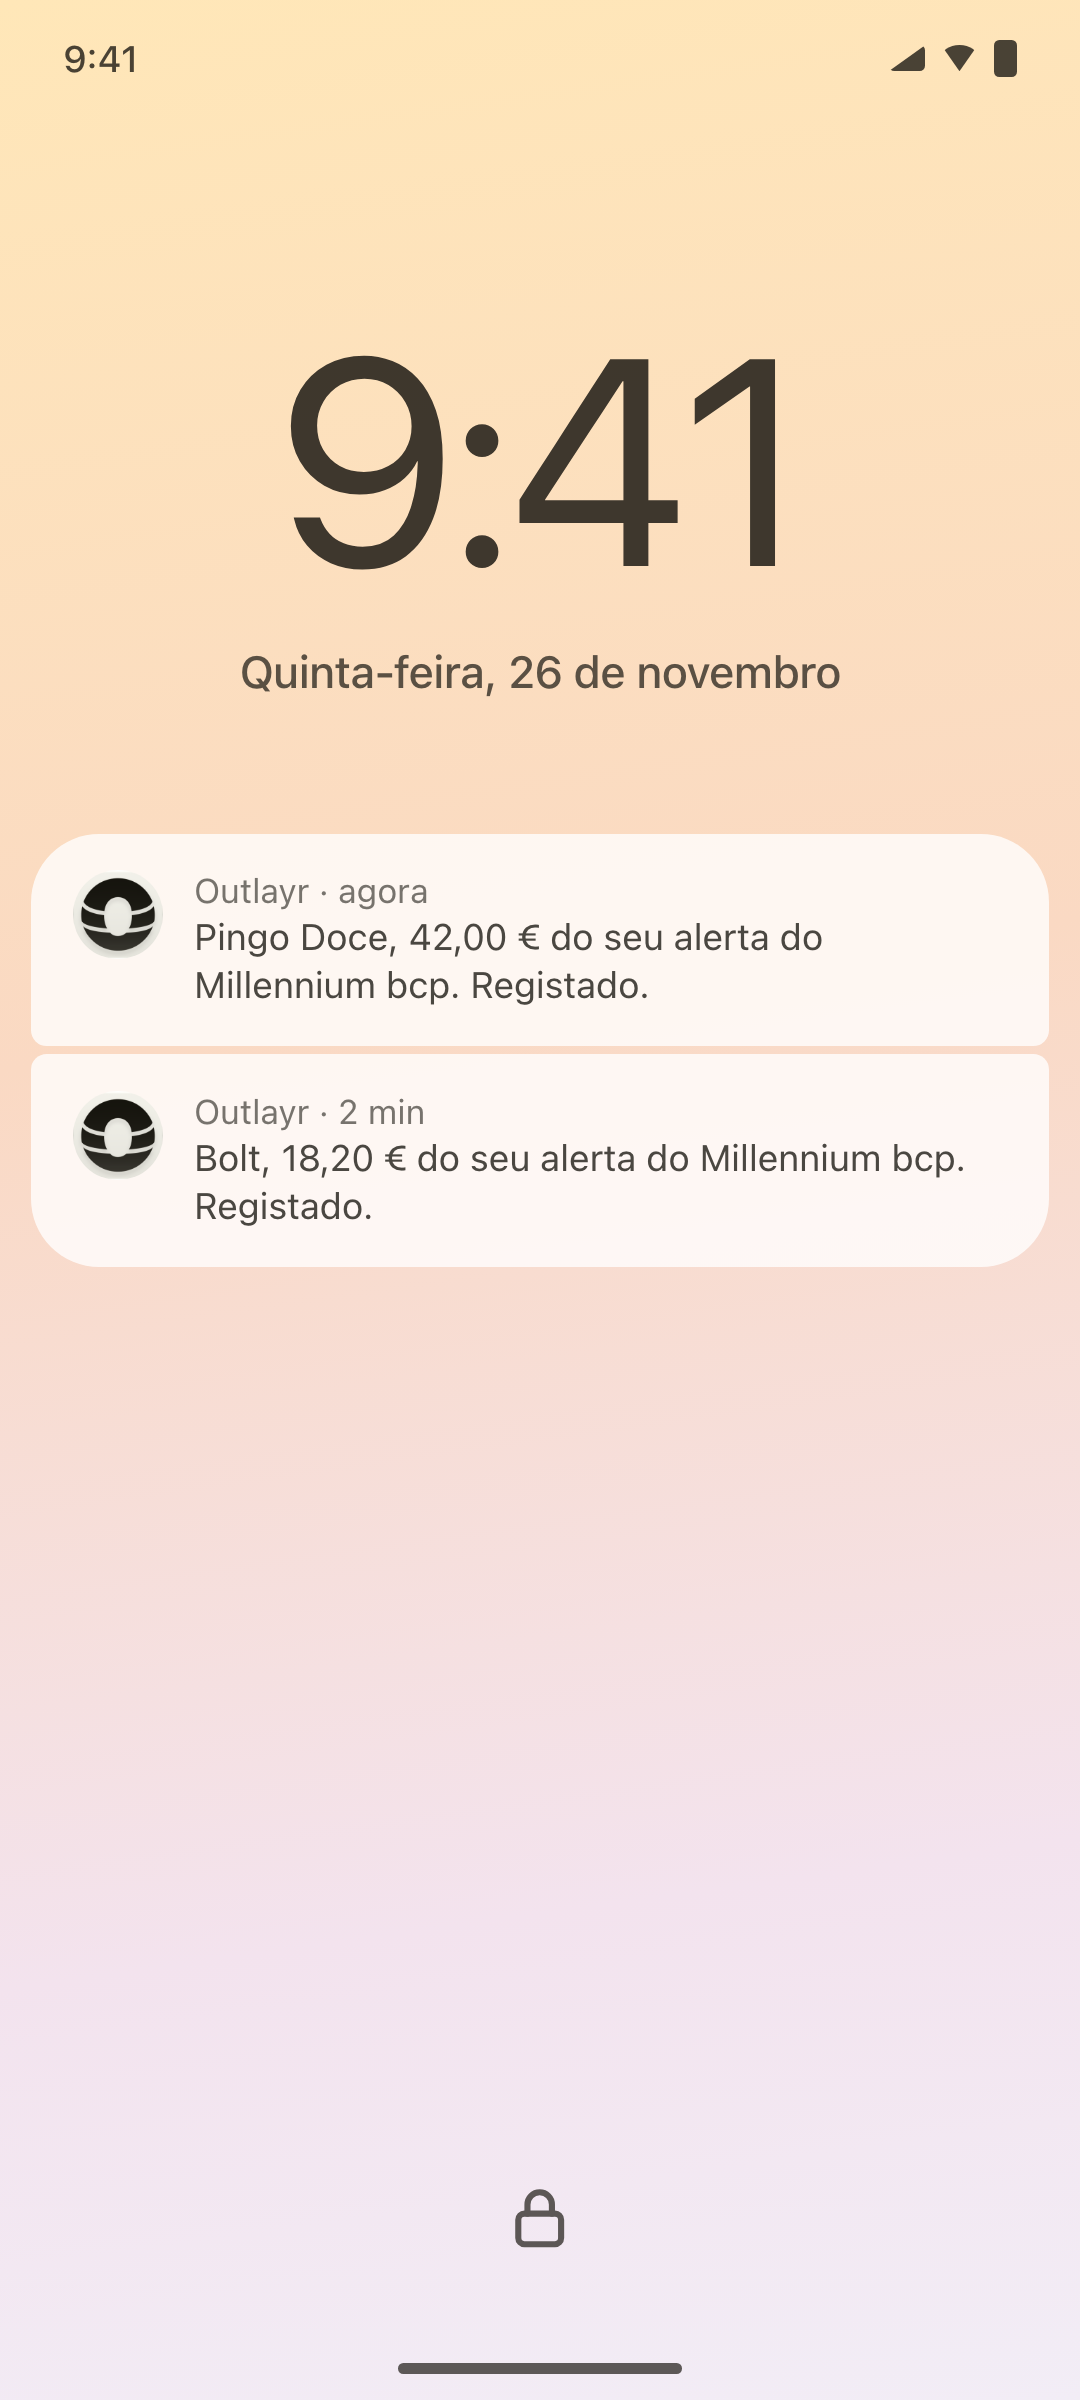 9:41
9:41
Quinta-feira, 26 de novembro
Outlayr · agora
Pingo Doce, 42,00 € do seu alerta do
Millennium bcp. Registado.
Outlayr · 2 min
Bolt, 18,20 € do seu alerta do Millennium bcp.
Registado.